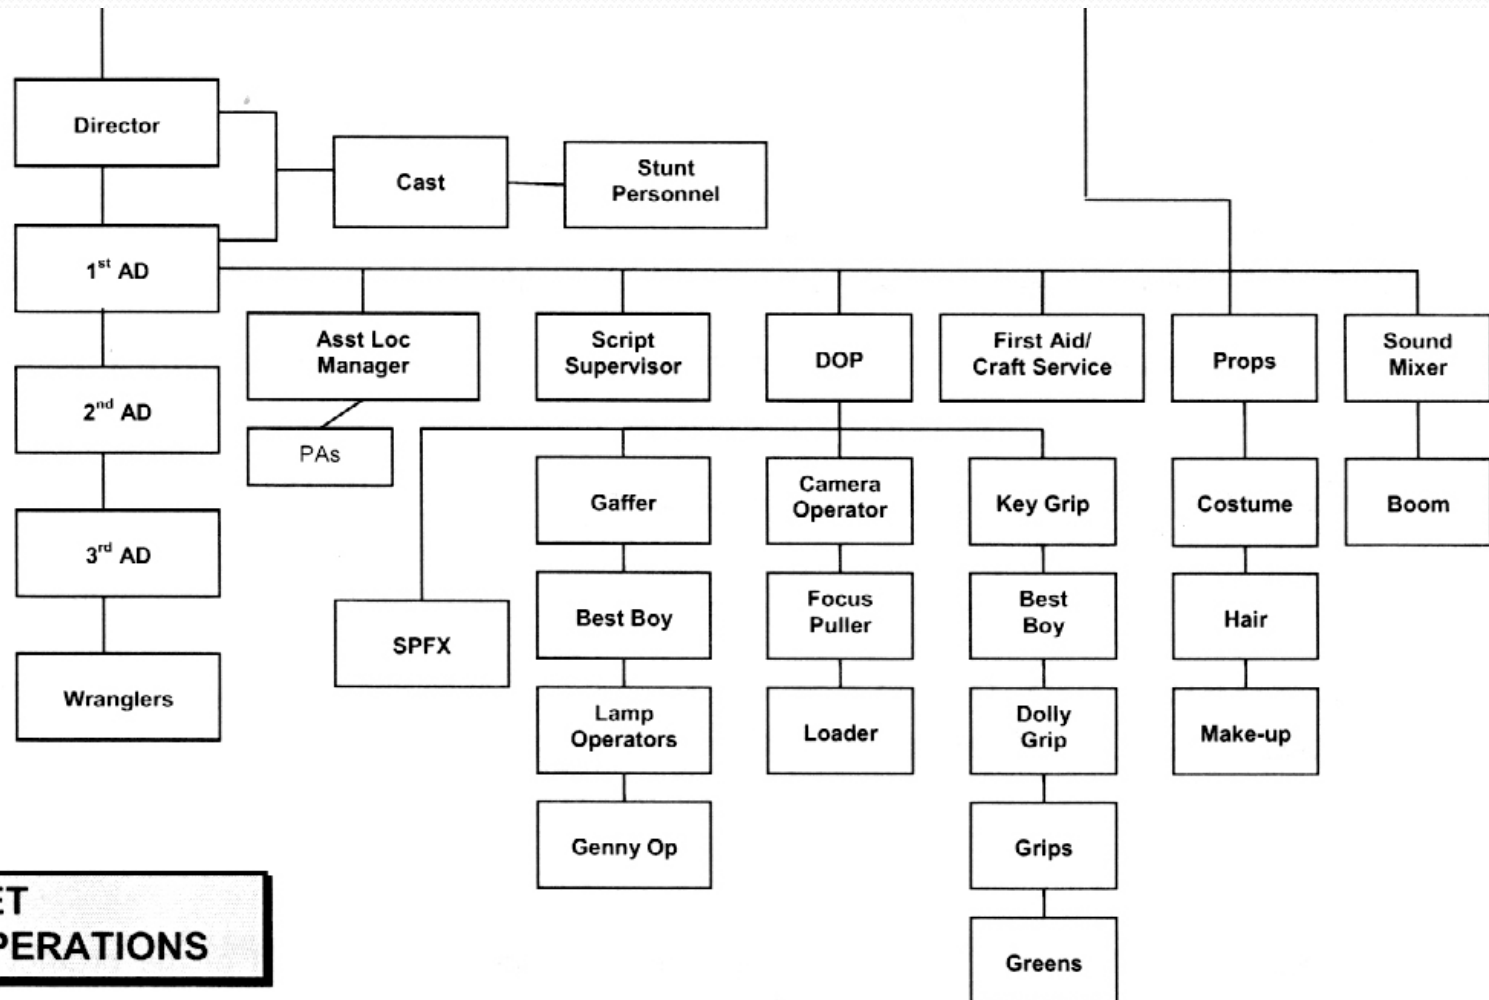 Director
Cast
Stunt
Personnel
1st AD
Asst Loc
Manager
Script
Supervisor
DOP
First Aid/
Craft Service
Props
Sound
Mixer
2nd AD
PAs
Gaffer
Camera
Operator
Key Grip
Costume
Boom
3rd AD
SPFX
Best Boy
Focus
Puller
Best
Boy
Hair
Wranglers
Lamp
Operators
Loader
Dolly
Grip
Make-up
Genny Op
Grips
Greens
ET
PERATIONS